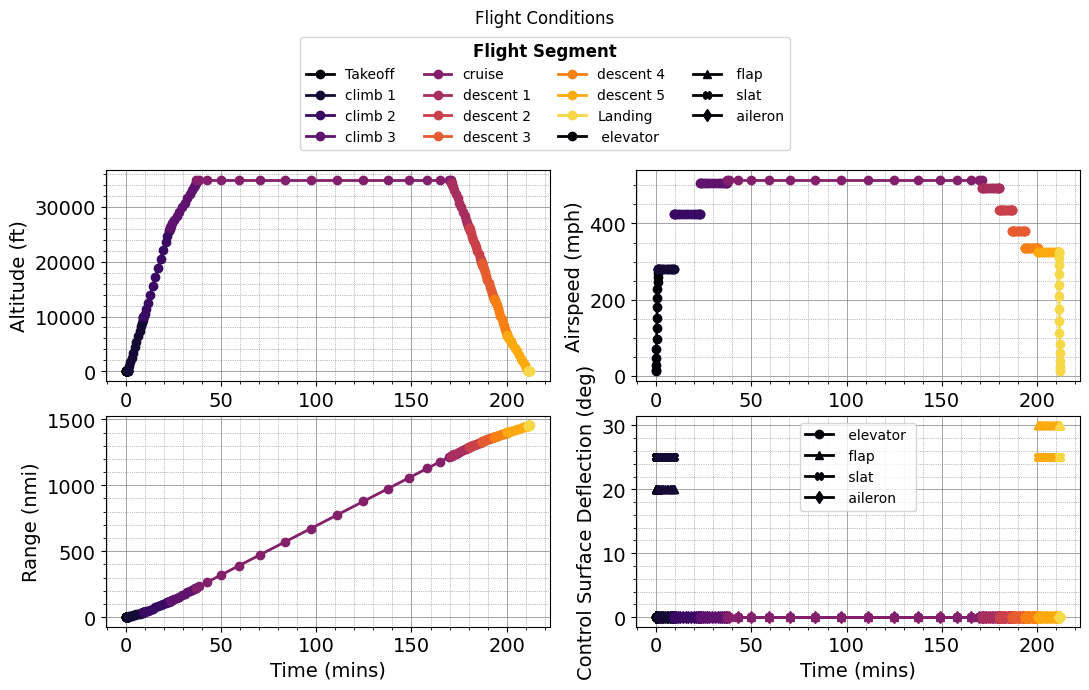 Flight Conditions
Flight Segment
Takeoff cruise descent 4 flap
climb 1 descent 1 descent 5 slat
climb 2 descent 2 Landing aileron
climb 3 descent 3 elevator
Altitude (ft)
30000
20000
10000
0
0 50 100 150 200
Airspeed (mph)
400
200
0
0 50 100 150 200
Range (nmi)
1500
1000
500
0
0 50 100 150 200
Time (mins)
Control Surface Deflection (deg)
30
20
10
0
elevator
flap
slat
aileron
0 50 100 150 200
Time (mins)